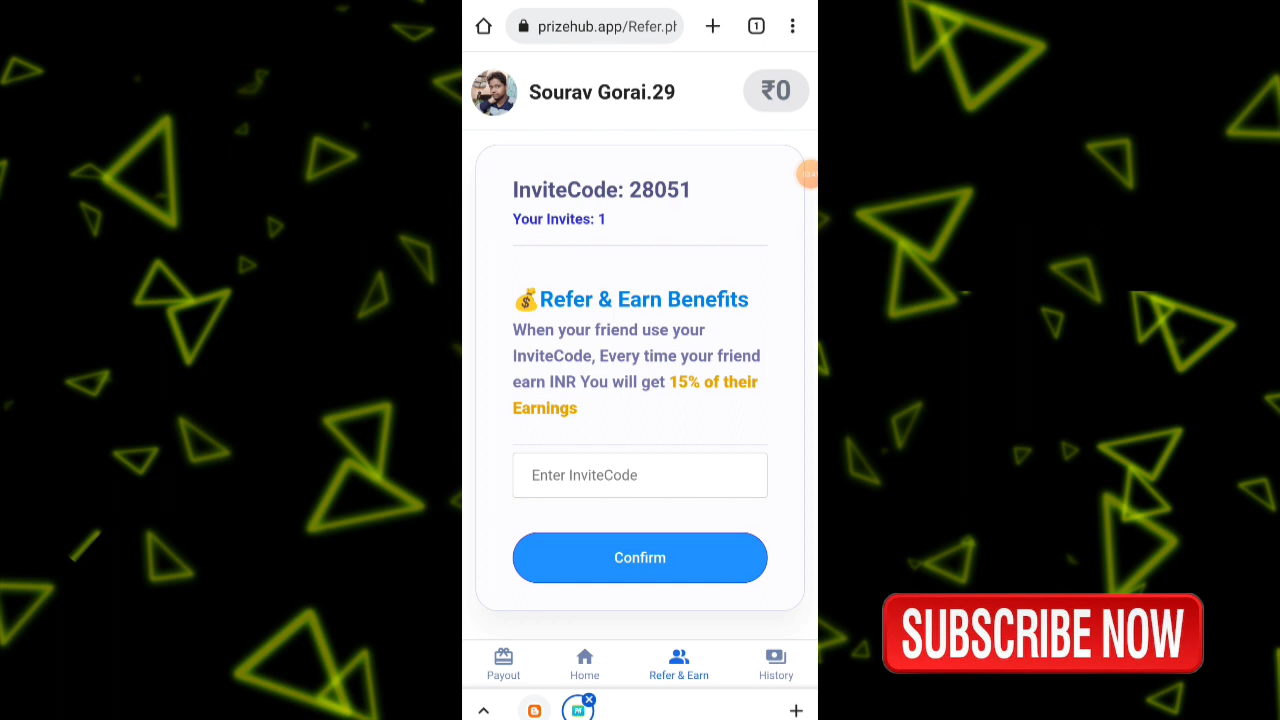 prizehub.app/Refer.ph
1
Sourav Gorai.29
₹0
InviteCode: 28051
Your Invites: 1
💰Refer & Earn Benefits
When your friend use your
InviteCode, Every time your friend
earn INR You will get 15% of their
Earnings
Enter InviteCode
Confirm
SUBSCRIBE NOW
Payout
Home
Refer & Earn
History